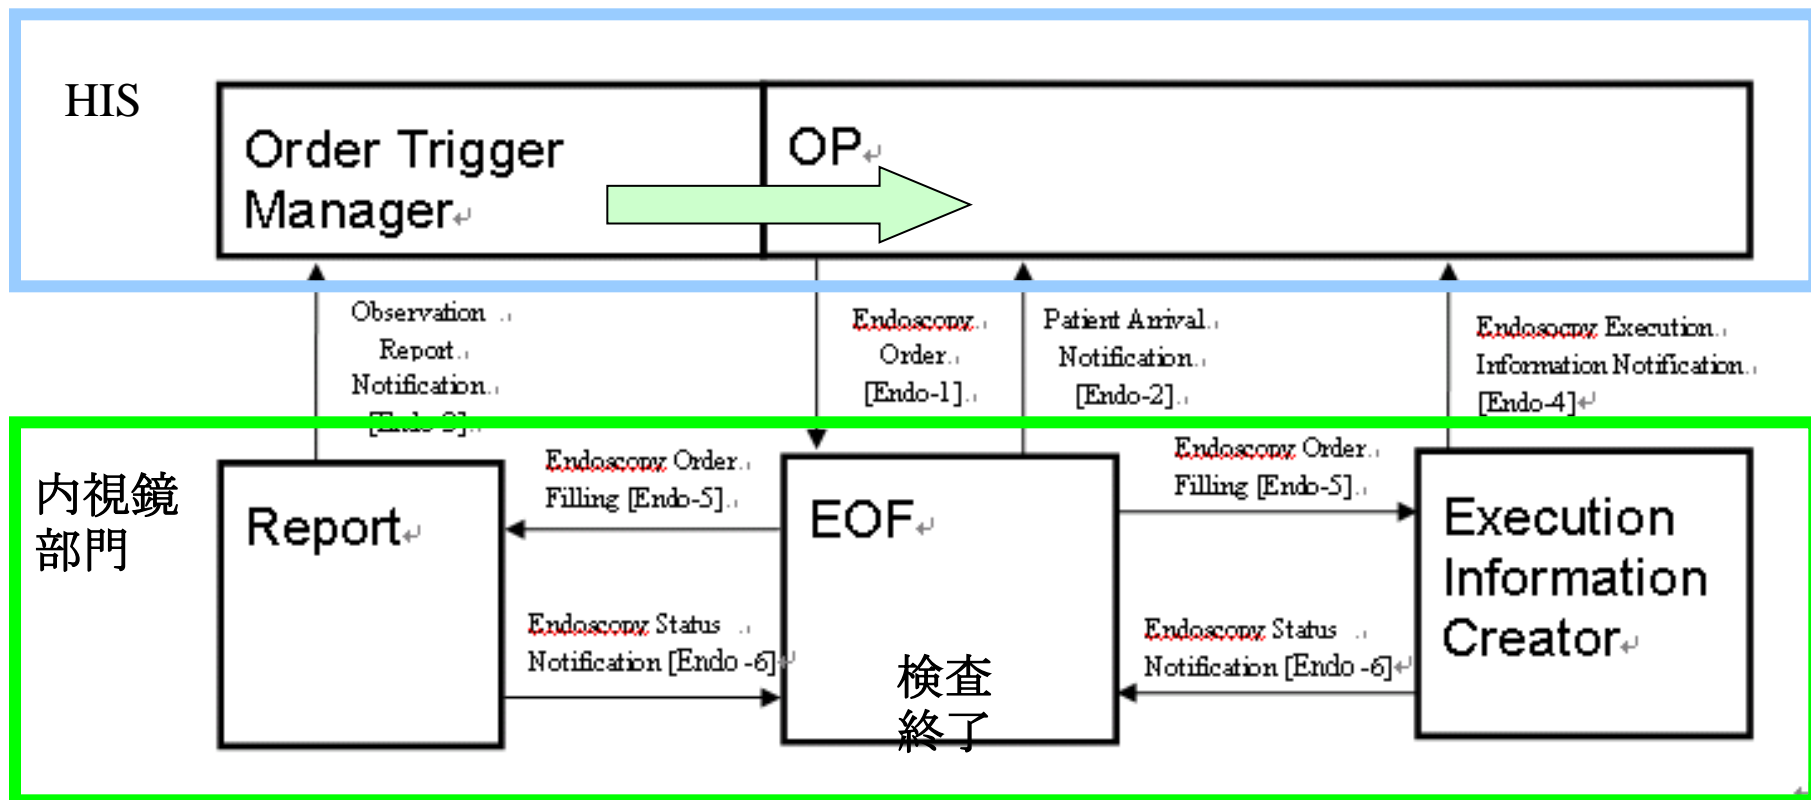 HIS
Order Trigger
Manager
OP
Observation
Report
Notification
Endoscopy
Order
[Endo-1]
Patient Arrival
Notification
[Endo-2]
Endosocpy Execution
Information Notification
[Endo-4]
内視鏡
部門
Report
Endoscopy Order
Filling [Endo-5]
EOF
Endoscopy Order
Filling [Endo-5]
Execution
Information
Creator
Endoscopy Status
Notification [Endo -6]
検査
終了
Endoscopy Status
Notification [Endo -6]